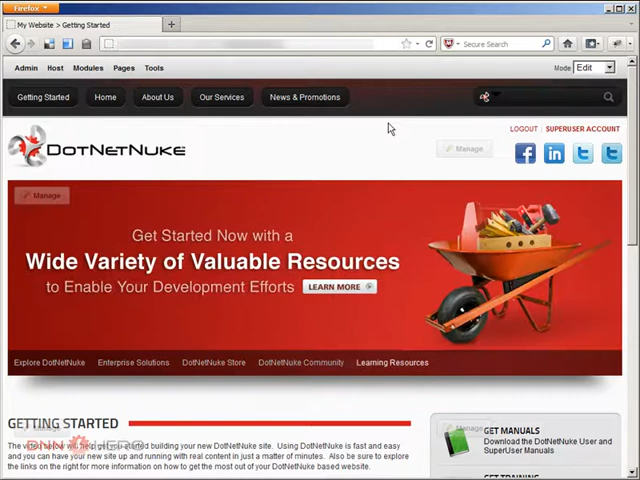 Firefox
My Website > Getting Started
Secure Search
Admin Host Modules Pages Tools
Mode Edit
Getting Started Home About Us Our Services News & Promotions
LOGOUT SUPERUSER ACCOUNT
DOTNETNUKE
Manage
Manage
Get Started Now with a
Wide Variety of Valuable Resources
to Enable Your Development Efforts LEARN MORE
Explore DotNetNuke Enterprise Solutions DotNetNuke Store DotNetNuke Community Learning Resources
GETTING STARTED
Manage
Manage
GET MANUALS
Download the DotNetNuke User and
SuperUser Manuals
The video below will help get you started building your new DotNetNuke site. Using DotNetNuke is fast and easy
and you can have your new site up and running with real content in just a matter of minutes. Also be sure to explore
the links on the right for more information on how to get the most out of your DotNetNuke based website.
DNN HERO
GET TRAINING